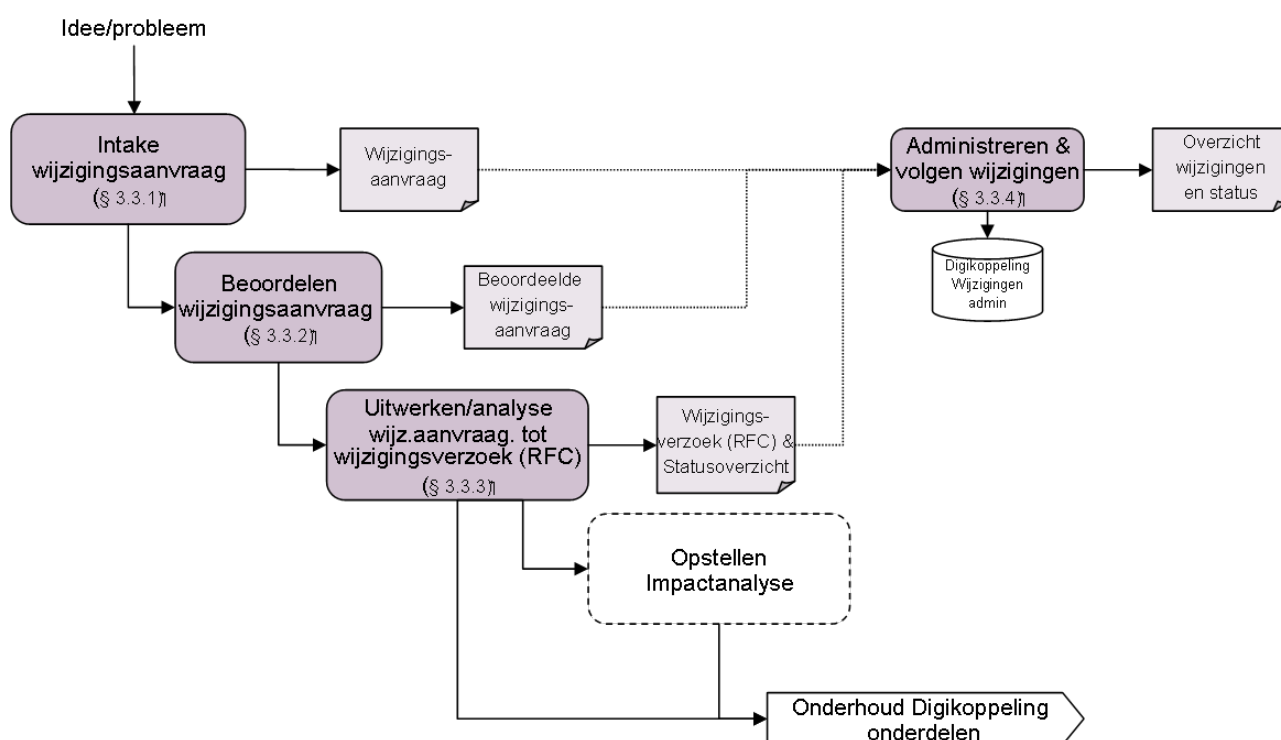 Idee/probleem
Intake
wijzigingsaanvraag
(§ 3.3.1)¶
Wijzigings-
aanvraag
Administreren &
volgen wijzigingen
(§ 3.3.4)¶
Overzicht
wijzigingen
en status
Digikoppeling
Wijzigingen
admin
Beoordelen
wijzigingsaanvraag
(§ 3.3.2)¶
Beoordeelde
wijzigings-
aanvraag
Uitwerken/analyse
wijz.aanvraag. tot
wijzigingsverzoek (RFC)
(§ 3.3.3)¶
Wijzigings-
verzoek (RFC) &
Statusoverzicht
Opstellen
Impactanalyse
Onderhoud Digikoppeling
onderdelen